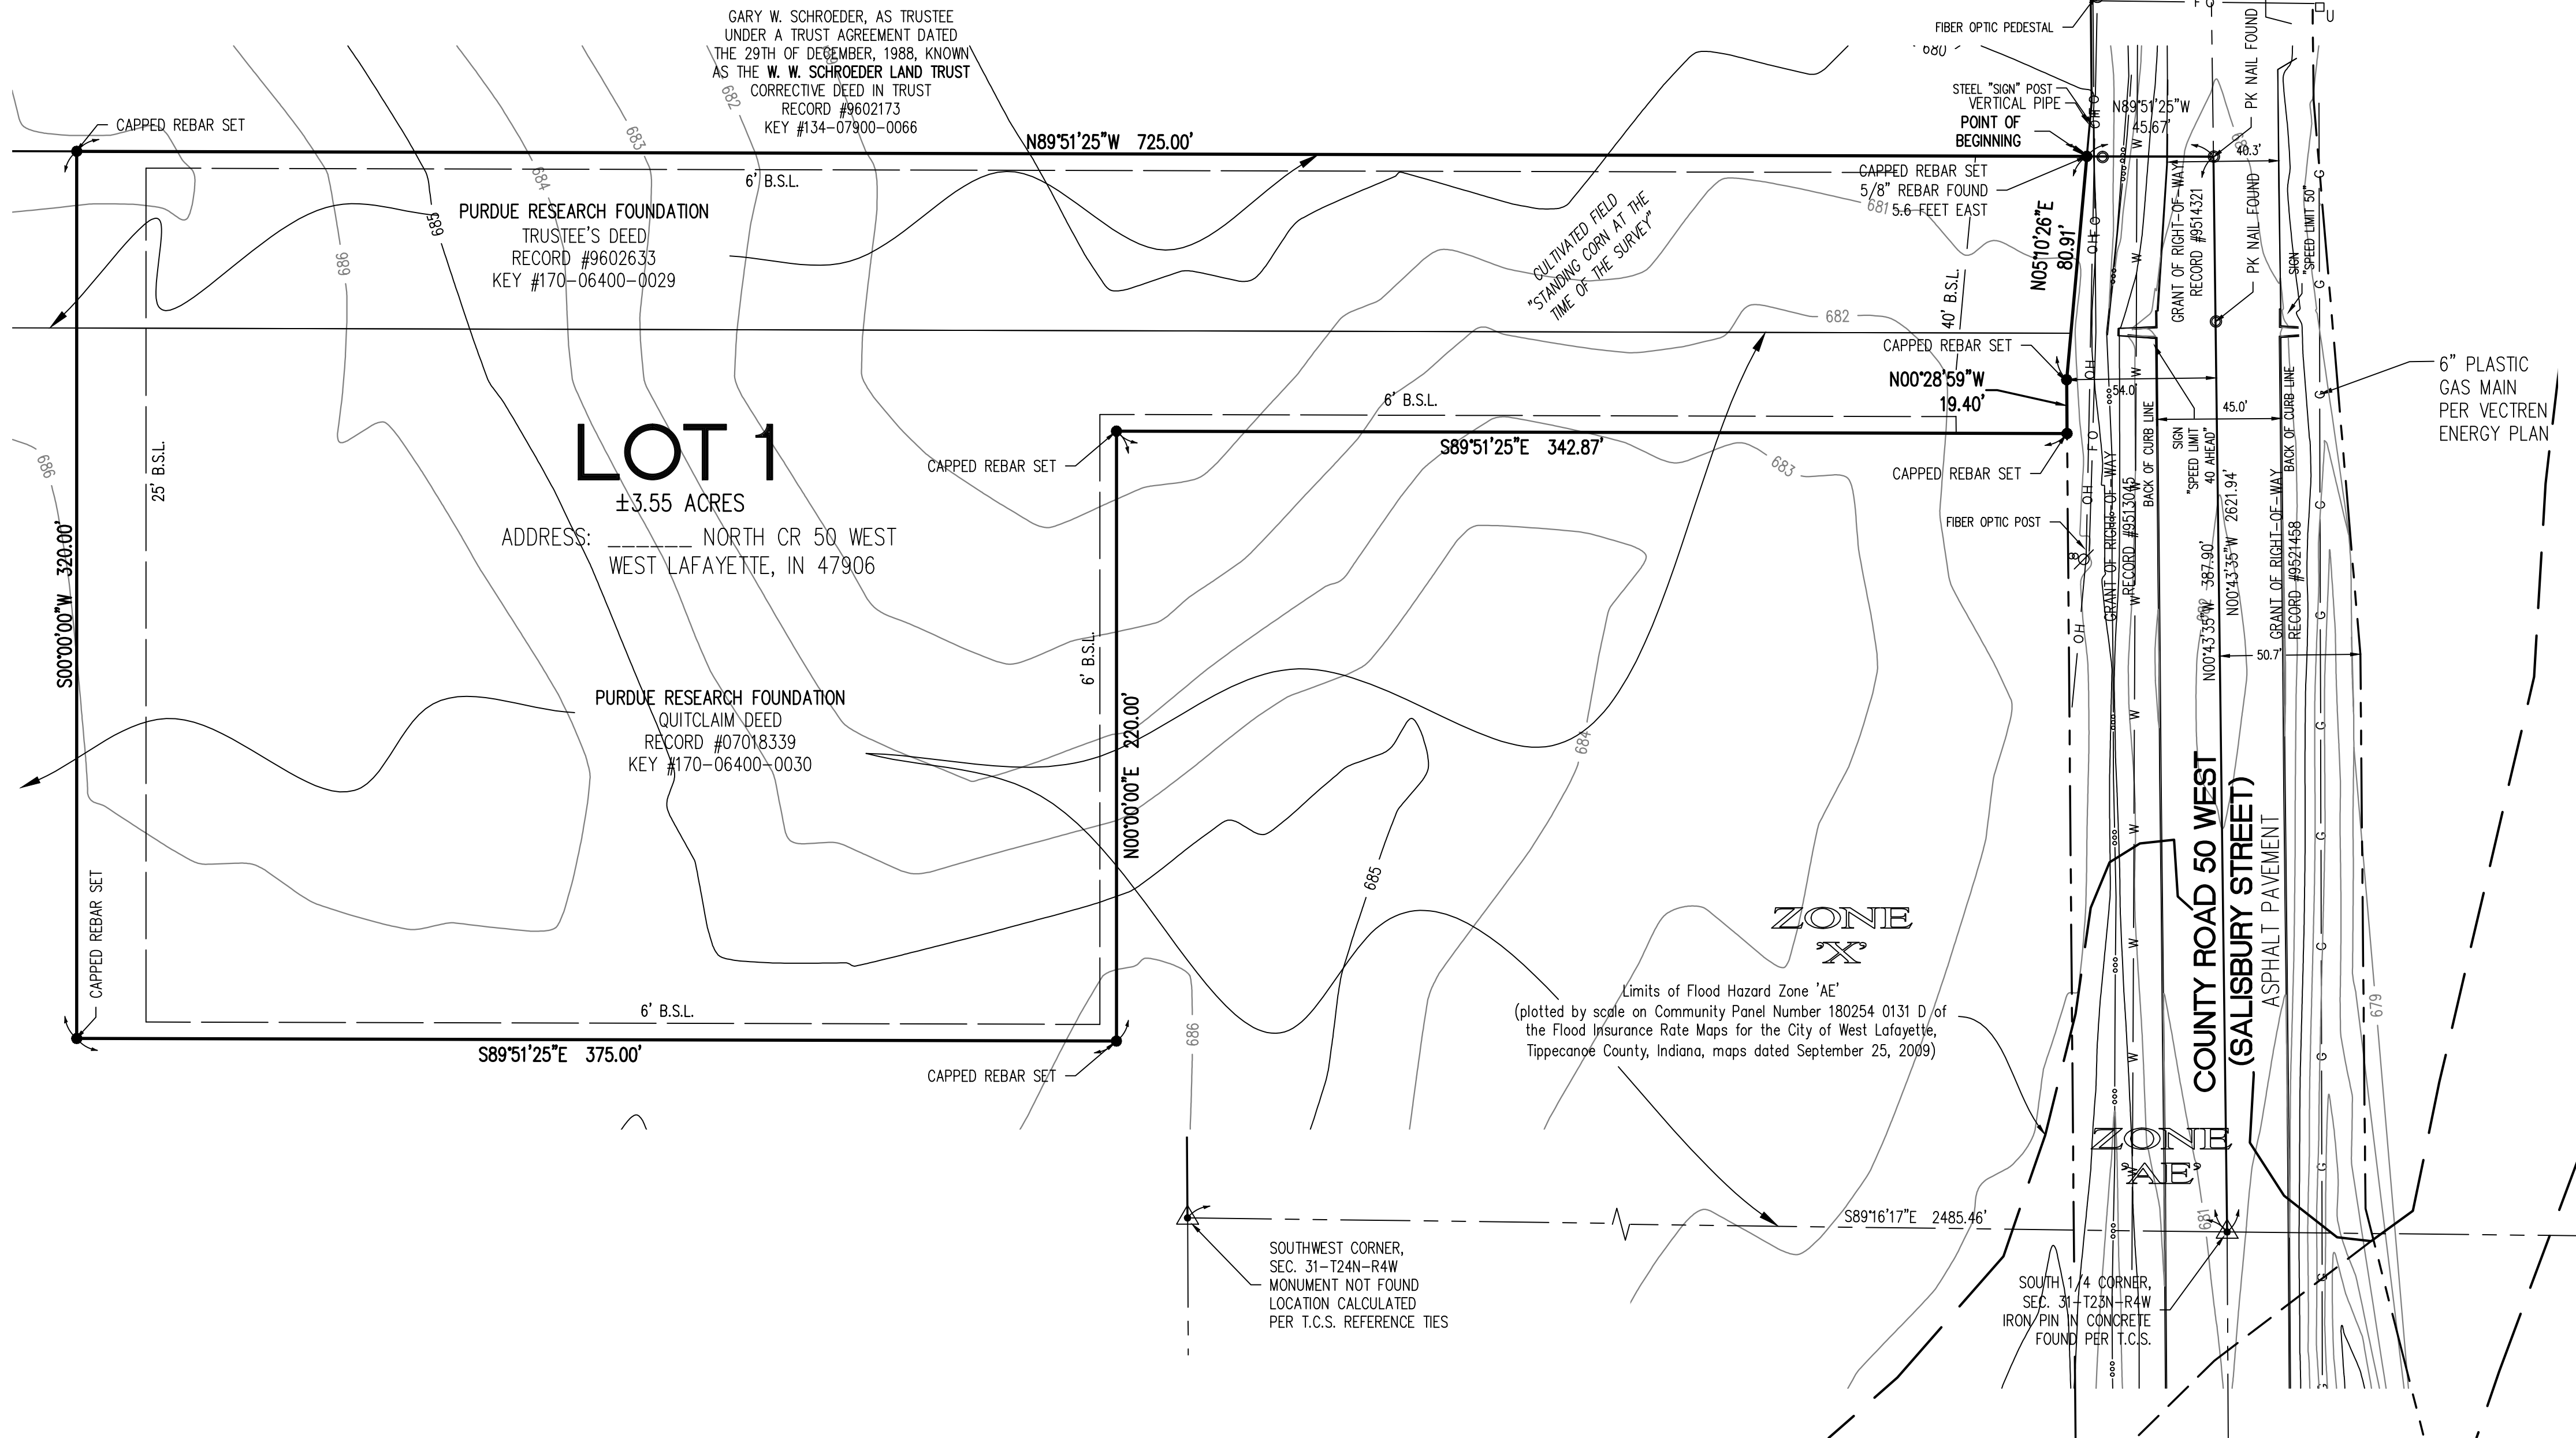 GARY W. SCHROEDER, AS TRUSTEE
UNDER A TRUST AGREEMENT DATED
THE 29TH OF DECEMBER, 1988, KNOWN
AS THE W. W. SCHROEDER LAND TRUST
CORRECTIVE DEED IN TRUST
RECORD #9602173
KEY #134-07900-0066
CAPPED REBAR SET
N89°51'25"W 725.00'
6' B.S.L.
682
683
684
685
686
686
PURDUE RESEARCH FOUNDATION
TRUSTEE'S DEED
RECORD #9602633
KEY #170-06400-0029
CULTIVATED FIELD
"STANDING CORN AT THE
TIME OF THE SURVEY"
FIBER OPTIC PEDESTAL
680
STEEL "SIGN" POST
VERTICAL PIPE
POINT OF
BEGINNING
CAPPED REBAR SET
5/8" REBAR FOUND
5.6 FEET EAST
681
N89°51'25"W
45.67'
40.3'
F O
U
PK NAIL FOUND
PK NAIL FOUND
GRANT OF RIGHT-OF-WAY
RECORD #9514321
SIGN
"SPEED LIMIT 50"
N05°10'26"E
80.91'
40' B.S.L.
682
CAPPED REBAR SET
N00°28'59"W
19.40'
54.0'
45.0'
6" PLASTIC
GAS MAIN
PER VECTREN
ENERGY PLAN
6' B.S.L.
S89°51'25"E 342.87'
CAPPED REBAR SET
CAPPED REBAR SET
683
LOT 1
±3.55 ACRES
ADDRESS: ______ NORTH CR 50 WEST
WEST LAFAYETTE, IN 47906
25' B.S.L.
S00°00'00"W 320.00'
FIBER OPTIC POST
OH
OH
OH
OH
F O
GRANT OF RIGHT-OF-WAY
RECORD #9513045
BACK OF CURB LINE
SIGN
"SPEED LIMIT
40 AHEAD"
N00°43'35"W 387.90'
N00°43'35"W 2621.94'
BACK OF CURB LINE
GRANT OF RIGHT-OF-WAY
RECORD #9521458
50.7'
6' B.S.L.
N00°00'00"E 220.00'
PURDUE RESEARCH FOUNDATION
QUITCLAIM DEED
RECORD #07018339
KEY #170-06400-0030
684
685
CAPPED REBAR SET
6' B.S.L.
S89°51'25"E 375.00'
CAPPED REBAR SET
686
ZONE
'X'
Limits of Flood Hazard Zone 'AE'
(plotted by scale on Community Panel Number 180254 0131 D of
the Flood Insurance Rate Maps for the City of West Lafayette,
Tippecanoe County, Indiana, maps dated September 25, 2009)
COUNTY ROAD 50 WEST
(SALISBURY STREET)
ASPHALT PAVEMENT
679
ZONE
'AE'
S89°16'17"E 2485.46'
681
SOUTHWEST CORNER,
SEC. 31-T24N-R4W
MONUMENT NOT FOUND
LOCATION CALCULATED
PER T.C.S. REFERENCE TIES
SOUTH 1/4 CORNER,
SEC. 31-T23N-R4W
IRON PIN IN CONCRETE
FOUND PER T.C.S.